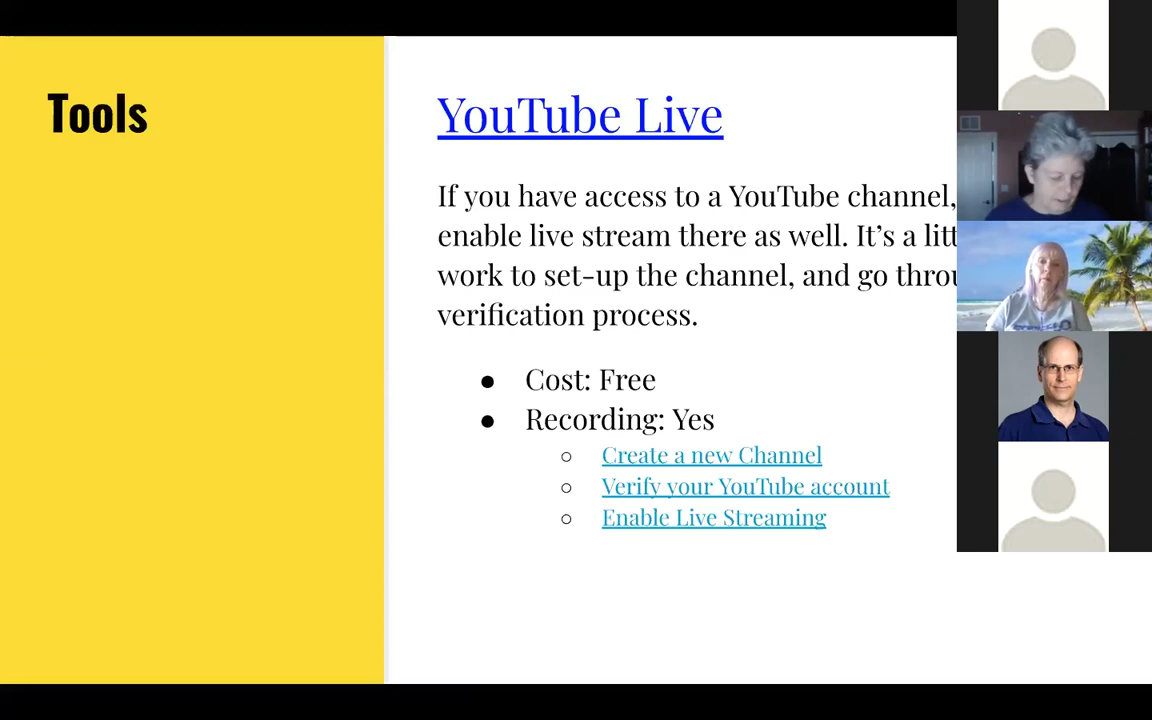 Tools
YouTube Live
If you have access to a YouTube channel,
enable live stream there as well. It's a
work to set-up the channel, and go
verification process.
● Cost: Free
● Recording: Yes
○ Create a new Channel
○ Verify your YouTube account
○ Enable Live Streaming